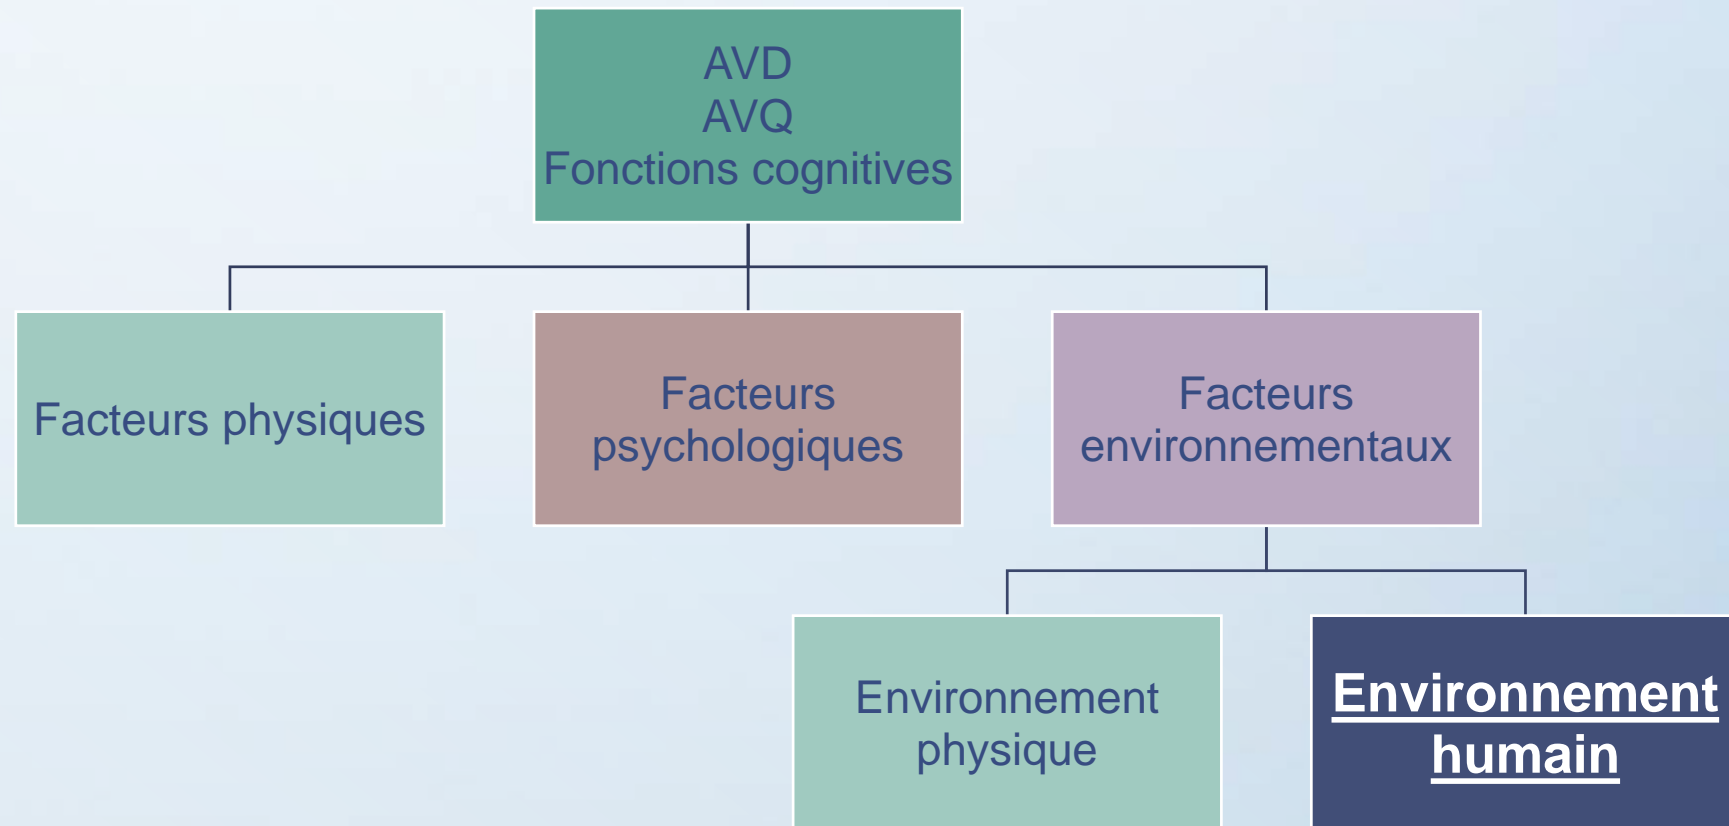 AVD
AVQ
Fonctions cognitives
Facteurs physiques
Facteurs
psychologiques
Facteurs
environnementaux
Environnement
physique
Environnement
humain